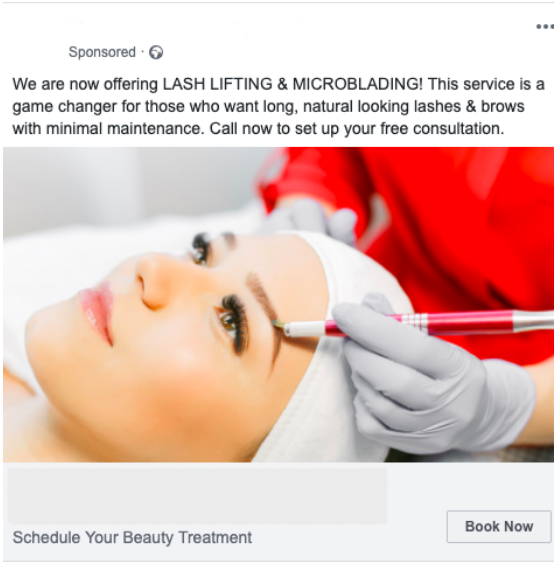 Sponsored ·
We are now offering LASH LIFTING & MICROBLADING! This service is a
game changer for those who want long, natural looking lashes & brows
with minimal maintenance. Call now to set up your free consultation.
Schedule Your Beauty Treatment
Book Now